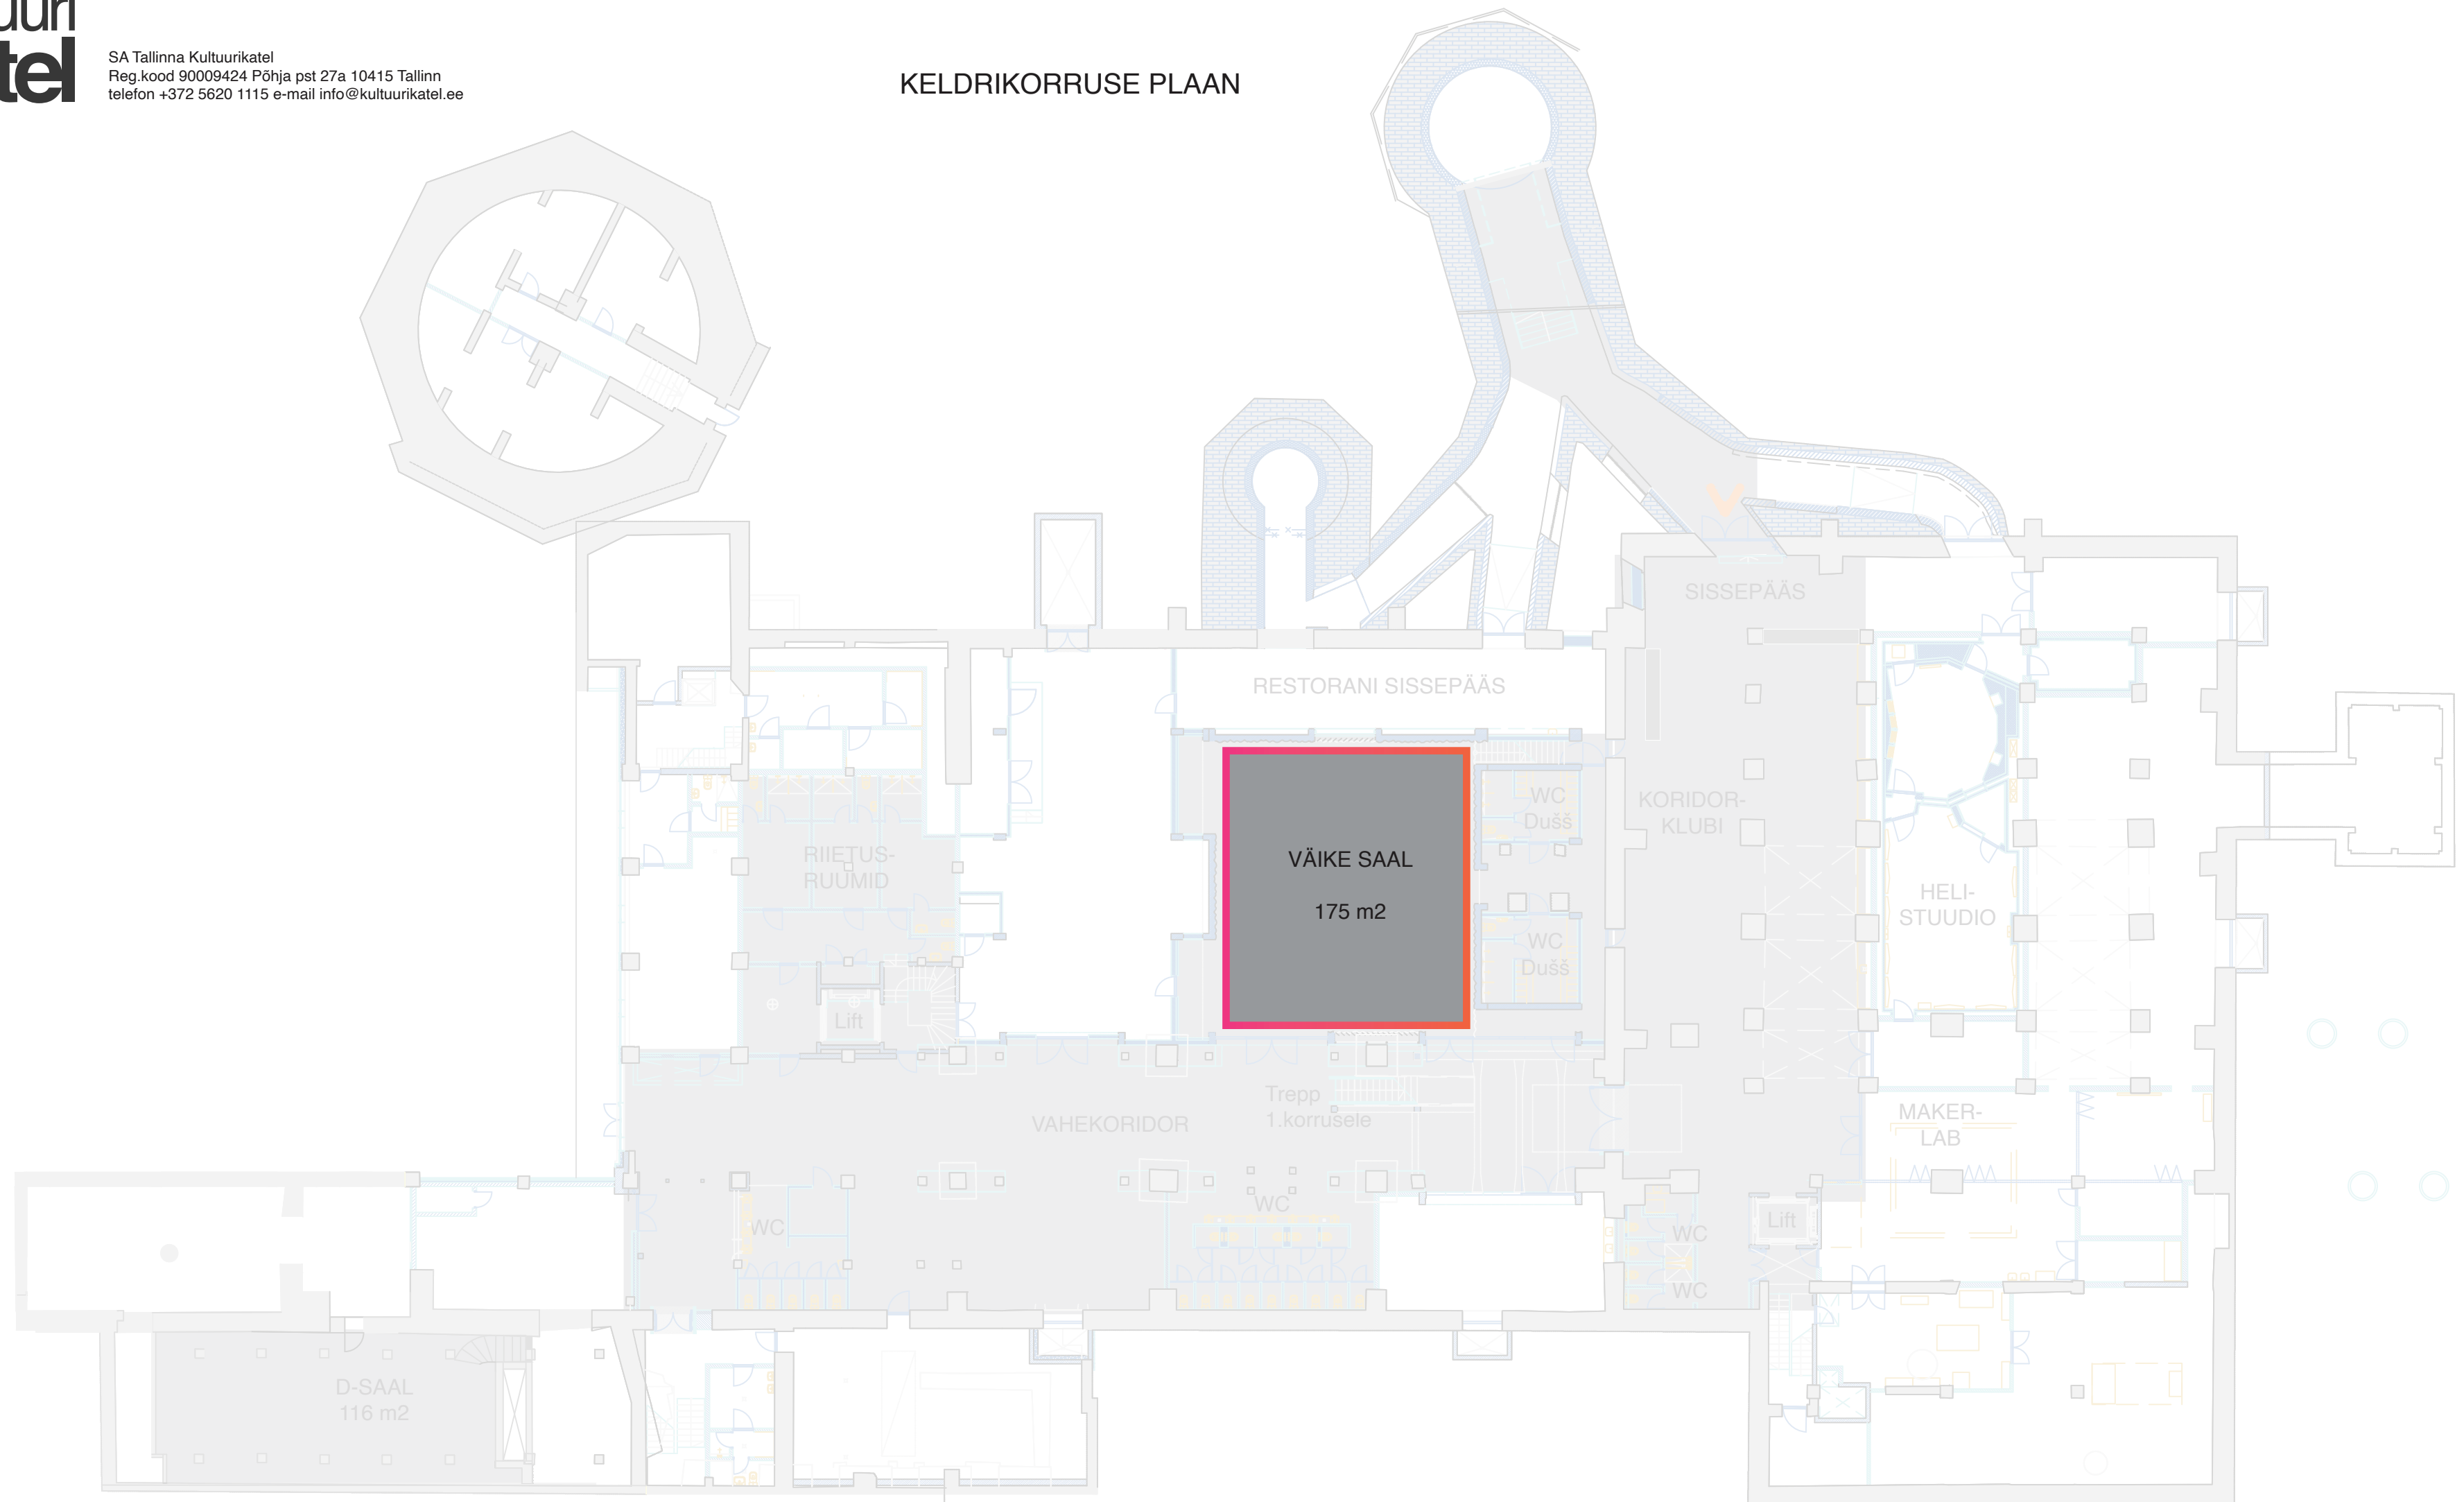 uuri
tel
SA Tallinna Kultuurikatel
Reg.kood 90009424 Põhja pst 27a 10415 Tallinn
telefon +372 5620 1115 e-mail info@kultuurikatel.ee
KELDRIKORRUSE PLAAN
SISSEPÄÄS
RESTORANI SISSEPÄÄS
WC
Dušš
KORIDOR-
KLUBI
RIIETUS-
RUUMID
VÄIKE SAAL
175 m2
HELI-
STUUDIO
WC
Dušš
Lift
Trepp
1.korrusele
VAHEKORIDOR
MAKER-
LAB
WC
WC
WC
Lift
WC
D-SAAL
116 m2